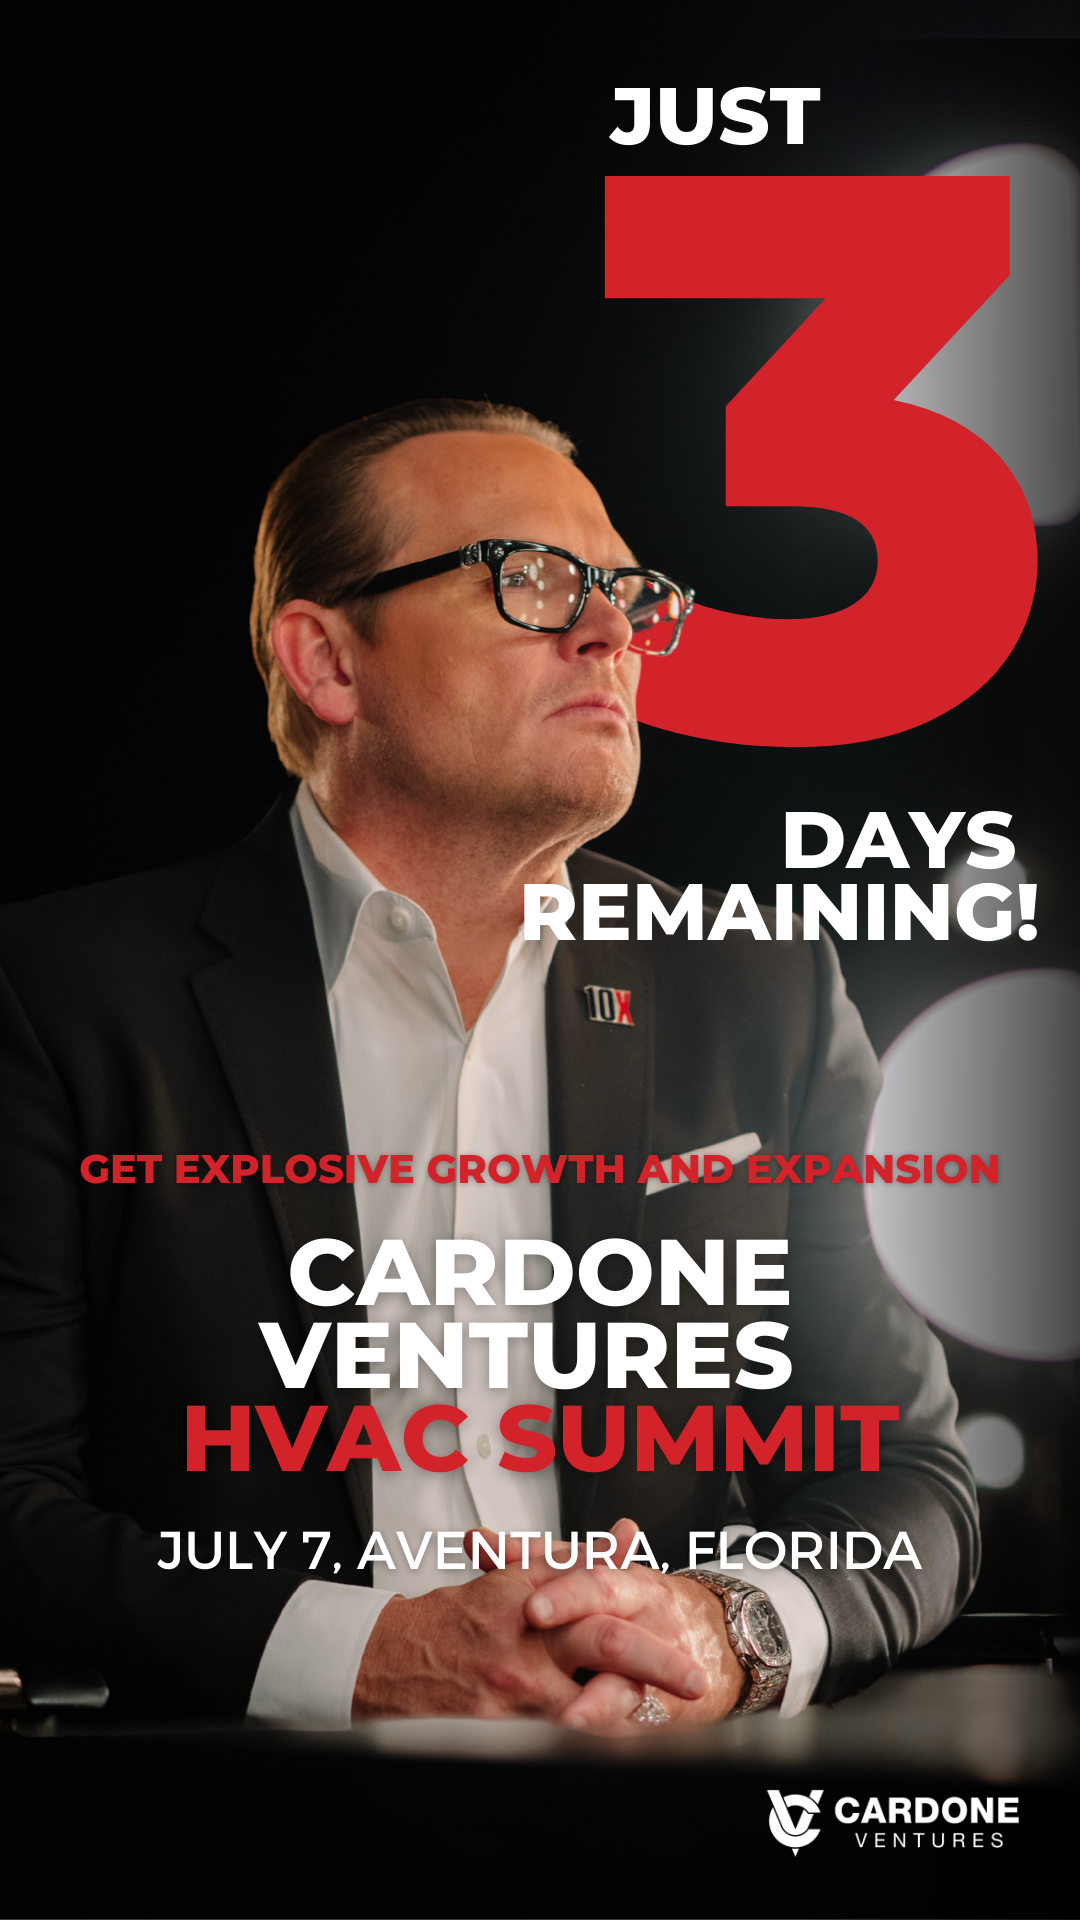 JUST
3
DAYS
REMAINING!
10X
GET EXPLOSIVE GROWTH AND EXPANSION
CARDONE
VENTURES
HVAC SUMMIT
JULY 7, AVENTURA, FLORIDA
CARDONE
VENTURES